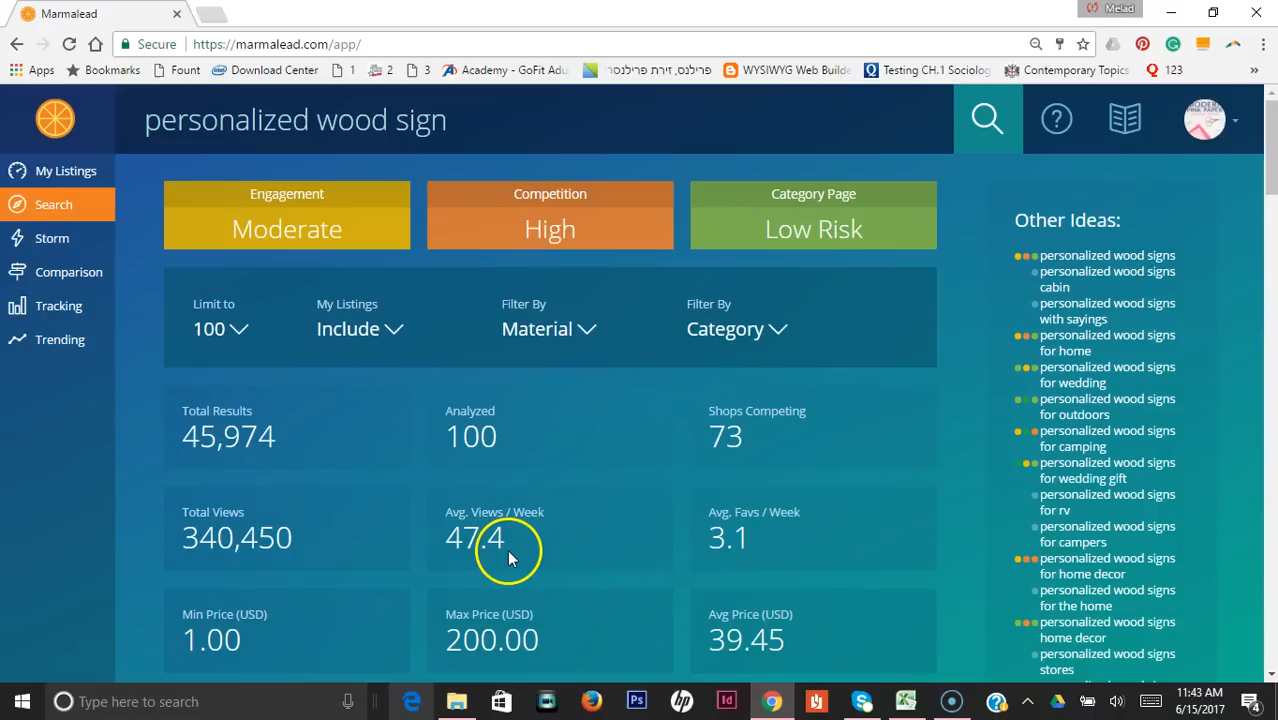 Marmalead
Melad
Secure
https://marmalead.com/app/
Apps
Bookmarks
Fount
Download Center
1
2
3
Academy - GoFit Adu
פרילנס, זירת פרילנסר
WYSIWYG Web Builde
Testing CH.1 Sociolog
Contemporary Topics
123
»
personalized wood sign
My Listings
Search
Storm
Comparison
Tracking
Trending
Engagement
Moderate
Competition
High
Category Page
Low Risk
Limit to
100
My Listings
Include
Filter By
Material
Filter By
Category
Total Results
45,974
Analyzed
100
Shops Competing
73
Total Views
340,450
Avg. Views / Week
47.4
Avg. Favs / Week
3.1
Min Price (USD)
1.00
Max Price (USD)
200.00
Avg Price (USD)
39.45
Other Ideas:
personalized wood signs
personalized wood signs
cabin
personalized wood signs
with sayings
personalized wood signs
for home
personalized wood signs
for wedding
personalized wood signs
for outdoors
personalized wood signs
for camping
personalized wood signs
for wedding gift
personalized wood signs
for rv
personalized wood signs
for campers
personalized wood signs
for home decor
personalized wood signs
for the home
personalized wood signs
home decor
personalized wood signs
stores
Type here to search
Ps
hp
Id
11:43 AM
6/15/2017
4